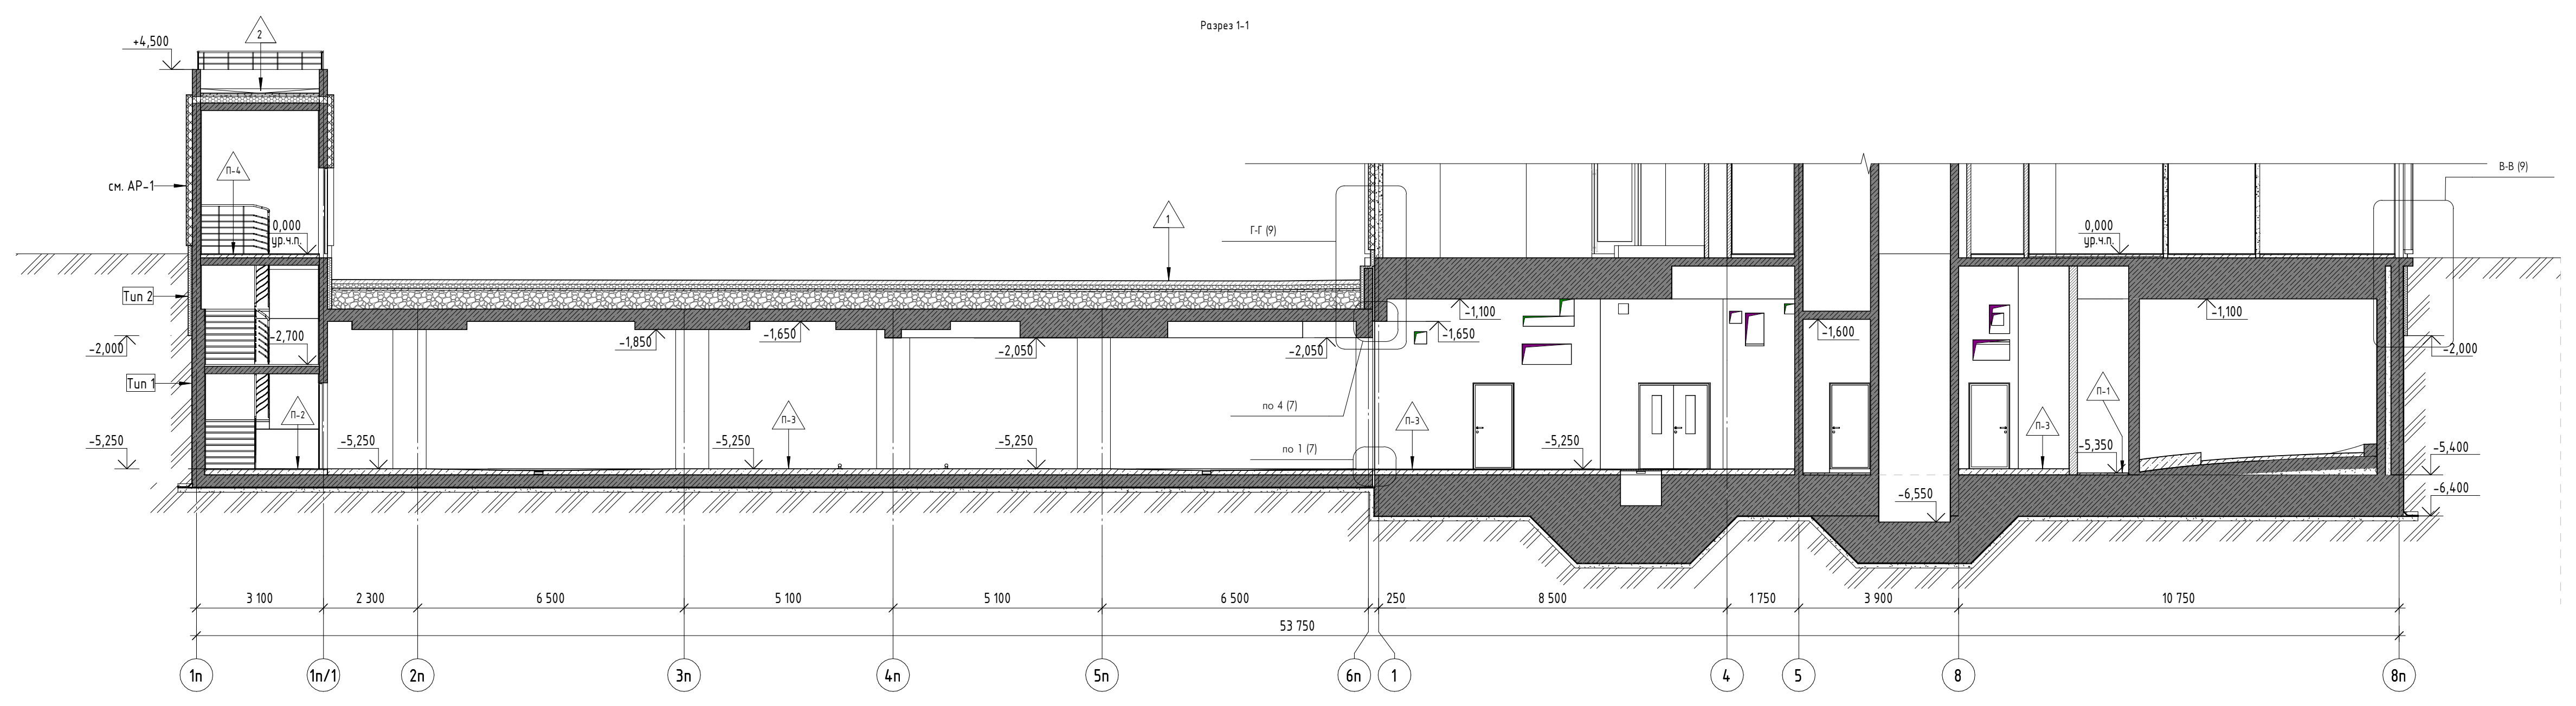 Разрез 1-1
2
+4,500
В-В (9)
П-4
см. АР-1
1
0,000
ур.ч.п.
0,000
ур.ч.п.
Г-Г (9)
Тип 2
-1,100
-1,100
-2,700
-1,850
-1,650
-1,650
-1,600
-2,000
-2,050
-2,050
-2,000
Тип 1
П-1
П-2
П-3
по 4 (7)
П-3
П-3
-5,250
-5,250
-5,250
-5,250
-5,250
-5,350
-5,400
по 1 (7)
-6,550
-6,400
3 100
2 300
6 500
5 100
5 100
6 500
250
8 500
1 750
3 900
10 750
53 750
1п
1п/1
2п
3п
4п
5п
6п
1
4
5
8
8п